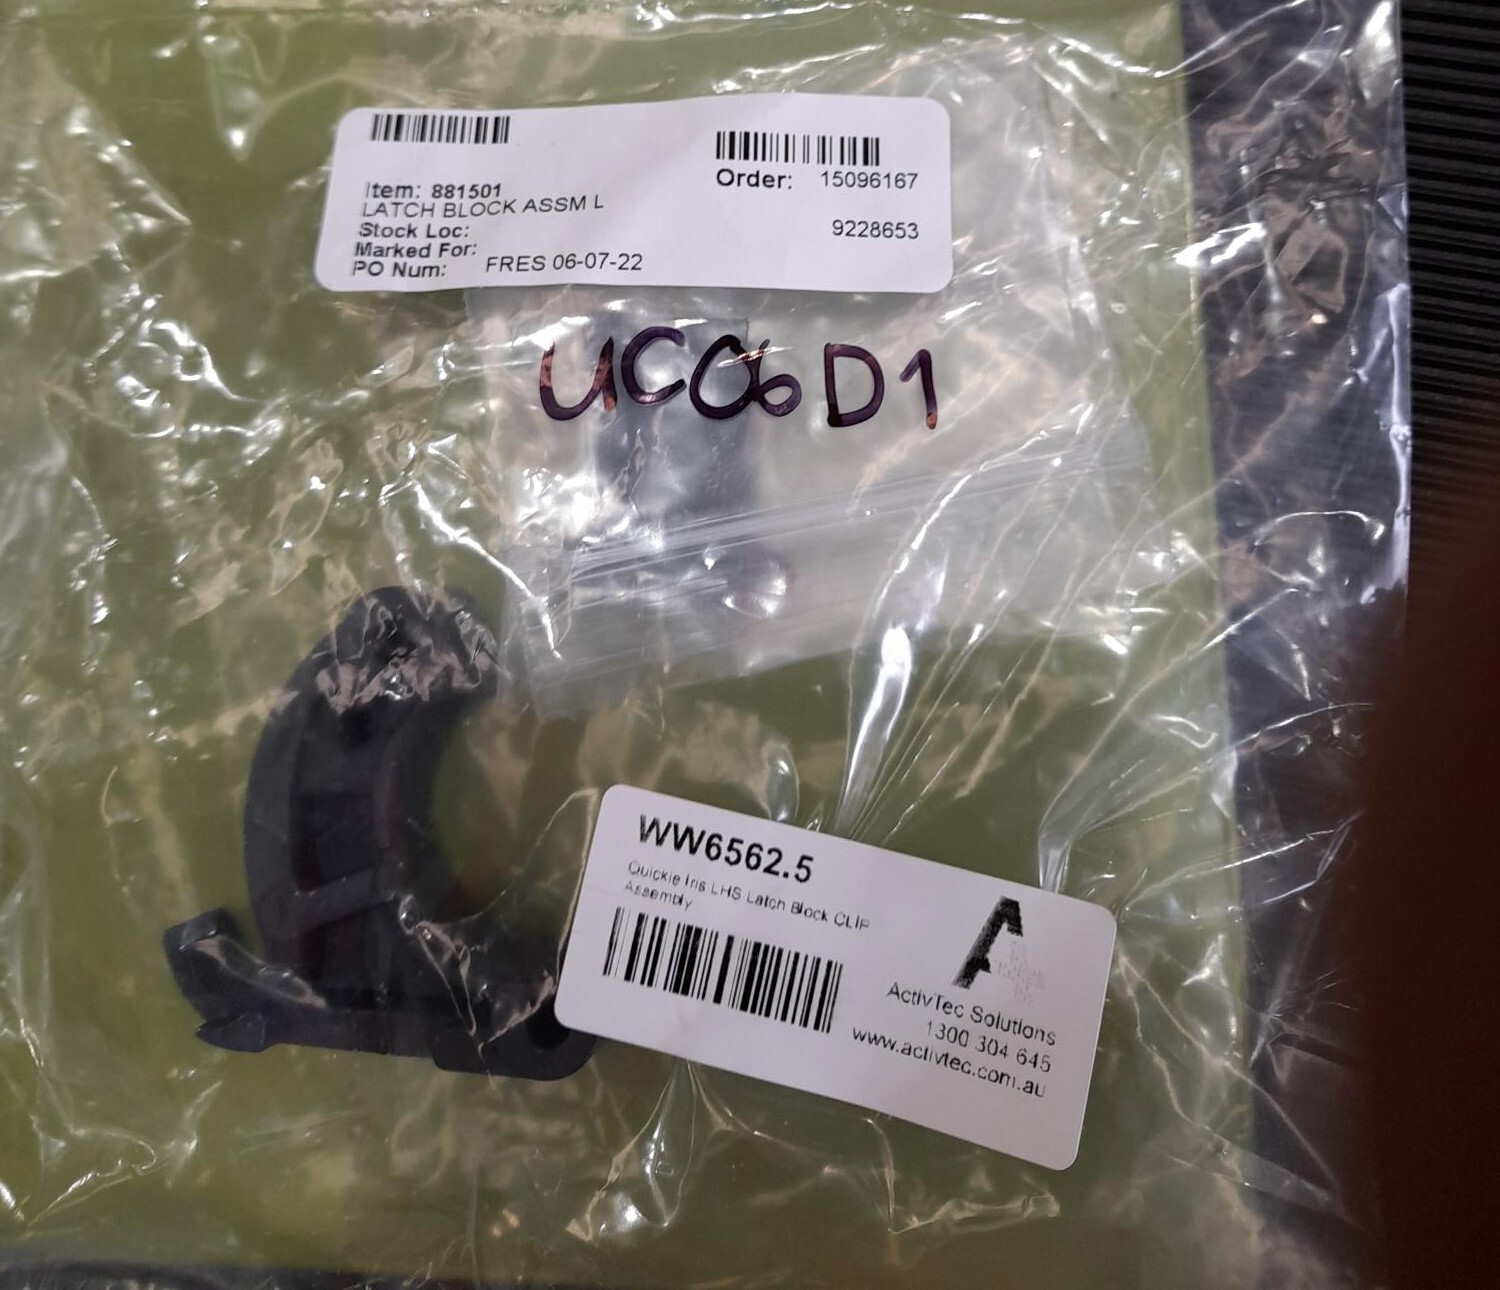 Item: 881501
LATCH BLOCK ASSM L
Stock Loc:
Marked For:
PO Num: FRES 06-07-22
Order: 15096167
9228653
UC06D1
WW6562.5
Quickie Iris LHS Latch Block CLIP
Assembly
ActivTec Solutions
1300 304 645
www.activtec.com.au